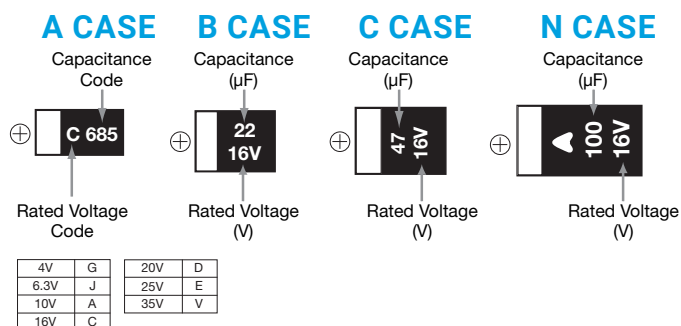 A CASE
Capacitance
Code
C 685
Rated Voltage
Code
B CASE
Capacitance
(µF)
22
16V
Rated Voltage
(V)
C CASE
Capacitance
(µF)
47
16V
Rated Voltage
(V)
N CASE
Capacitance
(µF)
100
16V
Rated Voltage
(V)
4V G
6.3V J
10V A
16V C
20V D
25V E
35V V